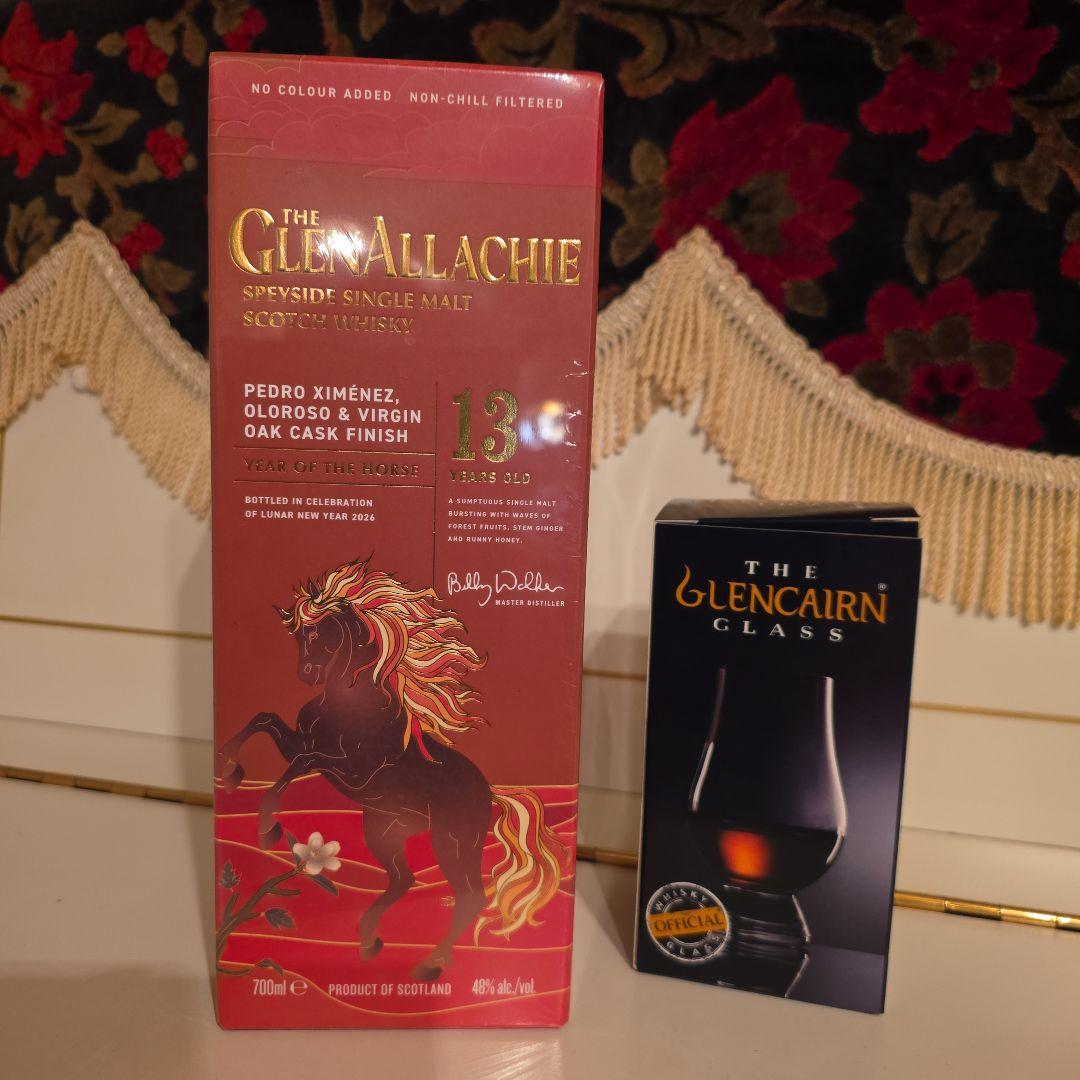 NO COLOUR ADDED NON-CHILL FILTERED
THE
GLENALLACHIE
SPEYSIDE SINGLE MALT
SCOTCH WHISKY
PEDRO XIMÉNEZ,
OLOROSO & VIRGIN
OAK CASK FINISH
YEAR OF THE HORSE
BOTTLED IN CELEBRATION
OF LUNAR NEW YEAR 2026
13
YEARS OLD
A SUMPTUOUS SINGLE MALT
BURSTING WITH WAVES OF
FOREST FRUITS, STEM GINGER
AND RUNNY HONEY.
Billy Walker
MASTER DISTILLER
700ml ℮ PRODUCT OF SCOTLAND 48% alc./vol.
THE
GLENCAIRN®
GLASS
WHISKY
THE
OFFICIAL
GLASS